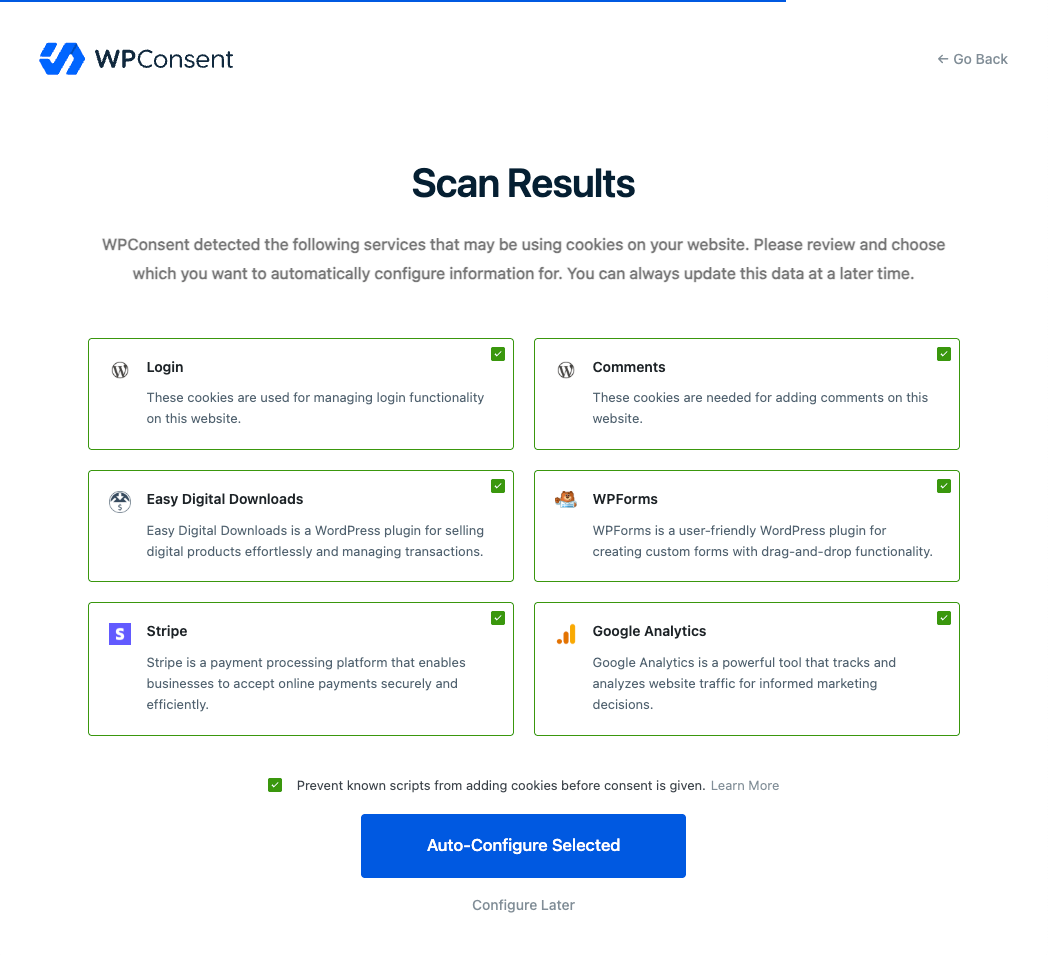 WPConsent
← Go Back
Scan Results
WPConsent detected the following services that may be using cookies on your website. Please review and choose
which you want to automatically configure information for. You can always update this data at a later time.
Login
These cookies are used for managing login functionality
on this website.
Comments
These cookies are needed for adding comments on this
website.
Easy Digital Downloads
Easy Digital Downloads is a WordPress plugin for selling
digital products effortlessly and managing transactions.
WPForms
WPForms is a user-friendly WordPress plugin for
creating custom forms with drag-and-drop functionality.
S
Stripe
Stripe is a payment processing platform that enables
businesses to accept online payments securely and
efficiently.
Google Analytics
Google Analytics is a powerful tool that tracks and
analyzes website traffic for informed marketing
decisions.
Prevent known scripts from adding cookies before consent is given. Learn More
Auto-Configure Selected
Configure Later